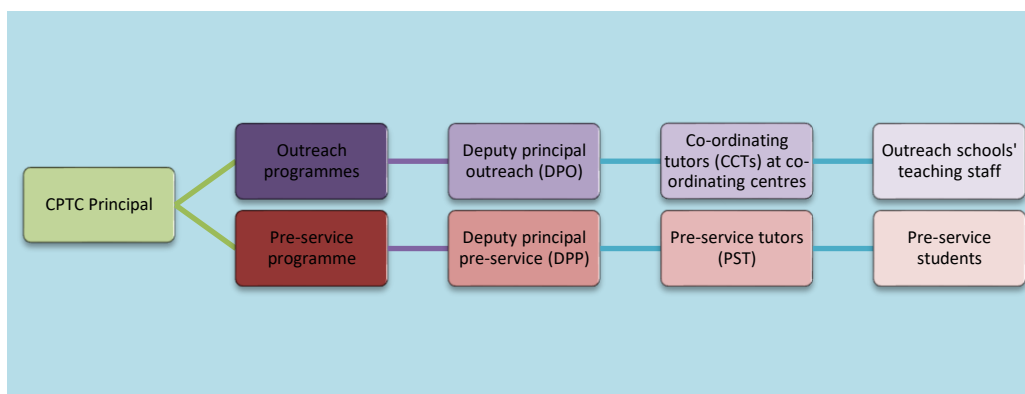 CPTC Principal
Outreach
programmes
Deputy principal
outreach (DPO)
Co-ordinating
tutors (CCTs) at co-
ordinating centres
Outreach schools'
teaching staff
Pre-service
programme
Deputy principal
pre-service (DPP)
Pre-service tutors
(PST)
Pre-service
students